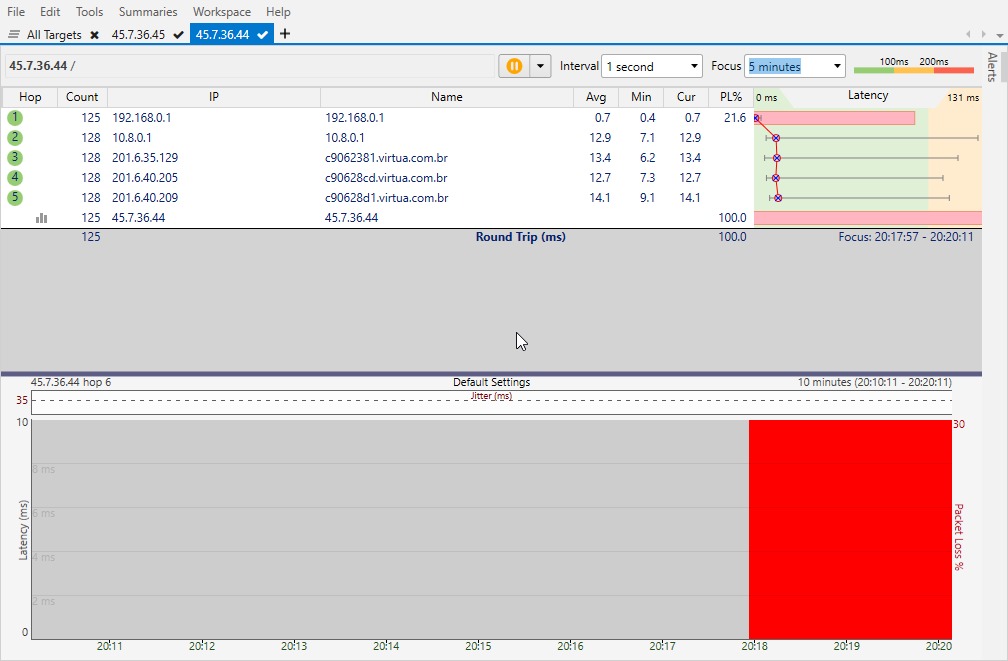 File Edit Tools Summaries Workspace Help
All Targets 45.7.36.45 45.7.36.44 +
45.7.36.44 / Interval 1 second Focus 5 minutes 100ms 200ms
Alerts
Hop Count IP Name Avg Min Cur PL% 0 ms Latency 131 ms
1 125 192.168.0.1 192.168.0.1 0.7 0.4 0.7 21.6
2 128 10.8.0.1 10.8.0.1 12.9 7.1 12.9
3 128 201.6.35.129 c9062381.virtua.com.br 13.4 6.2 13.4
4 128 201.6.40.205 c90628cd.virtua.com.br 12.7 7.3 12.7
5 128 201.6.40.209 c90628d1.virtua.com.br 14.1 9.1 14.1
125 45.7.36.44 45.7.36.44 100.0
125 Round Trip (ms) 100.0 Focus: 20:17:57 - 20:20:11
45.7.36.44 hop 6 Default Settings 10 minutes (20:10:11 - 20:20:11)
35 Jitter (ms)
10 30
8 ms
6 ms
4 ms
2 ms
0
Latency (ms)
Packet Loss %
20:11 20:12 20:13 20:14 20:15 20:16 20:17 20:18 20:19 20:20